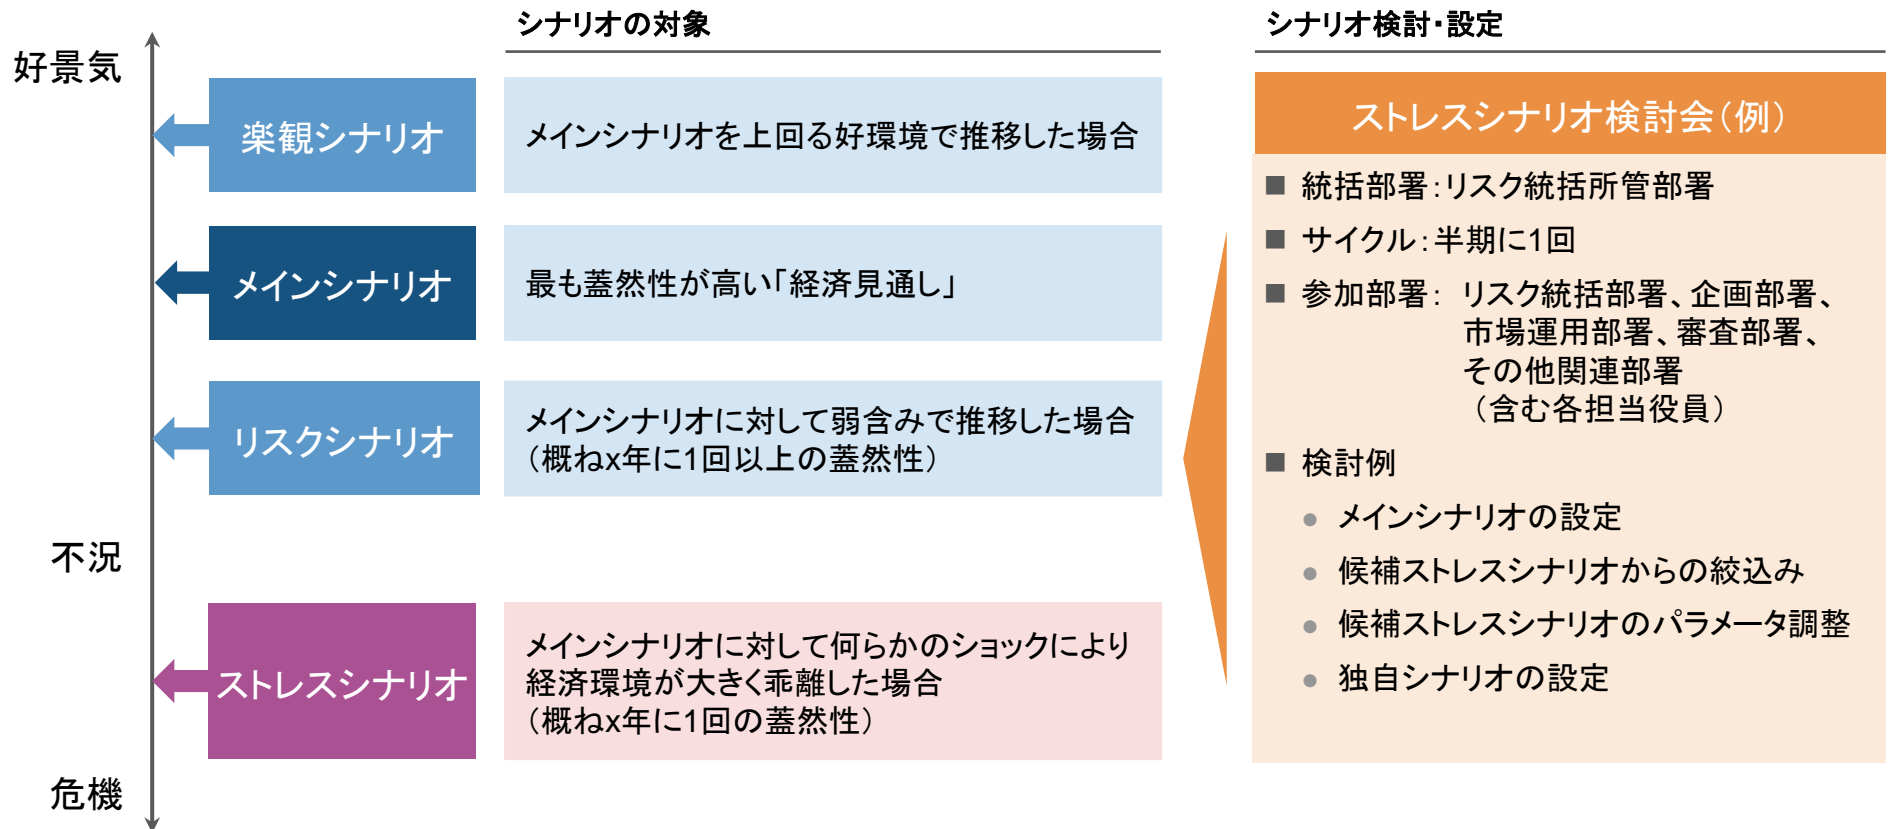 シナリオの対象
シナリオ検討・設定
好景気
不況
危機
楽観シナリオ
メインシナリオを上回る好環境で推移した場合
メインシナリオ
最も蓋然性が高い「経済見通し」
リスクシナリオ
メインシナリオに対して弱含みで推移した場合
（概ねx年に1回以上の蓋然性）
ストレスシナリオ
メインシナリオに対して何らかのショックにより
経済環境が大きく乖離した場合
（概ねx年に1回の蓋然性）
ストレスシナリオ検討会（例）
■ 統括部署：リスク統括所管部署
■ サイクル：半期に1回
■ 参加部署： リスク統括部署、企画部署、
市場運用部署、審査部署、
その他関連部署
（含む各担当役員）
■ 検討例
● メインシナリオの設定
● 候補ストレスシナリオからの絞込み
● 候補ストレスシナリオのパラメータ調整
● 独自シナリオの設定